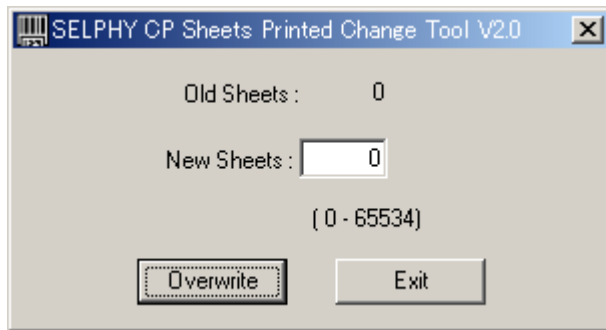 SELPHY CP Sheets Printed Change Tool V2.0
Old Sheets : 0
New Sheets : 0
( 0 - 65534)
Overwrite Exit